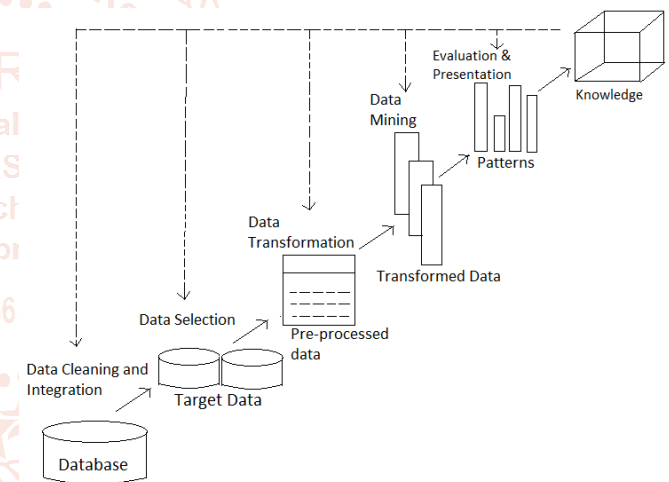 Evaluation &
Presentation
Knowledge
Data
Mining
Patterns
Data
Transformation
Transformed Data
Data Selection
Pre-processed
data
Data Cleaning and
Integration
Target Data
Database